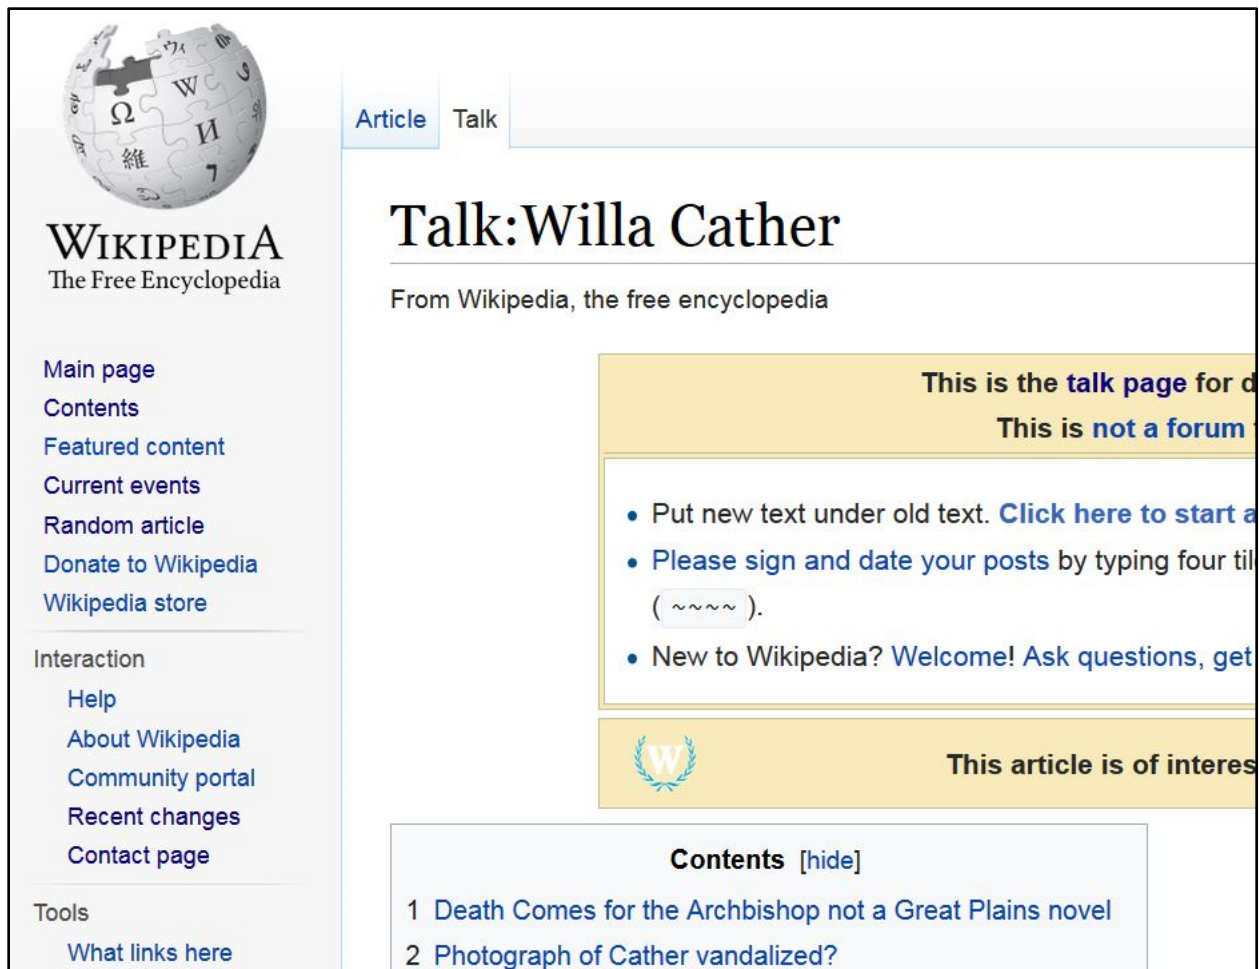 WIKIPEDIA
The Free Encyclopedia
Main page
Contents
Featured content
Current events
Random article
Donate to Wikipedia
Wikipedia store
Interaction
Help
About Wikipedia
Community portal
Recent changes
Contact page
Tools
What links here
Article Talk
Talk:Willa Cather
From Wikipedia, the free encyclopedia
This is the talk page for d
This is not a forum
• Put new text under old text. Click here to start a
• Please sign and date your posts by typing four til
( ~~~~ ).
• New to Wikipedia? Welcome! Ask questions, get
W
This article is of interes
Contents [hide]
1 Death Comes for the Archbishop not a Great Plains novel
2 Photograph of Cather vandalized?